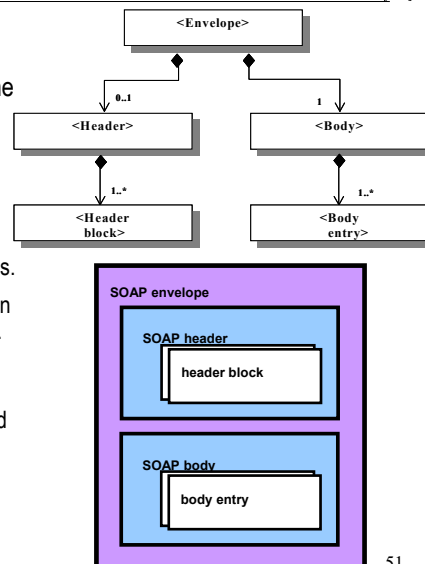 <Envelope>
ne
0..1
1
<Header>
<Body>
1..*
1..*
<Header
block>
<Body
entry>
s.
n
d
SOAP envelope
SOAP header
header block
SOAP body
body entry
51